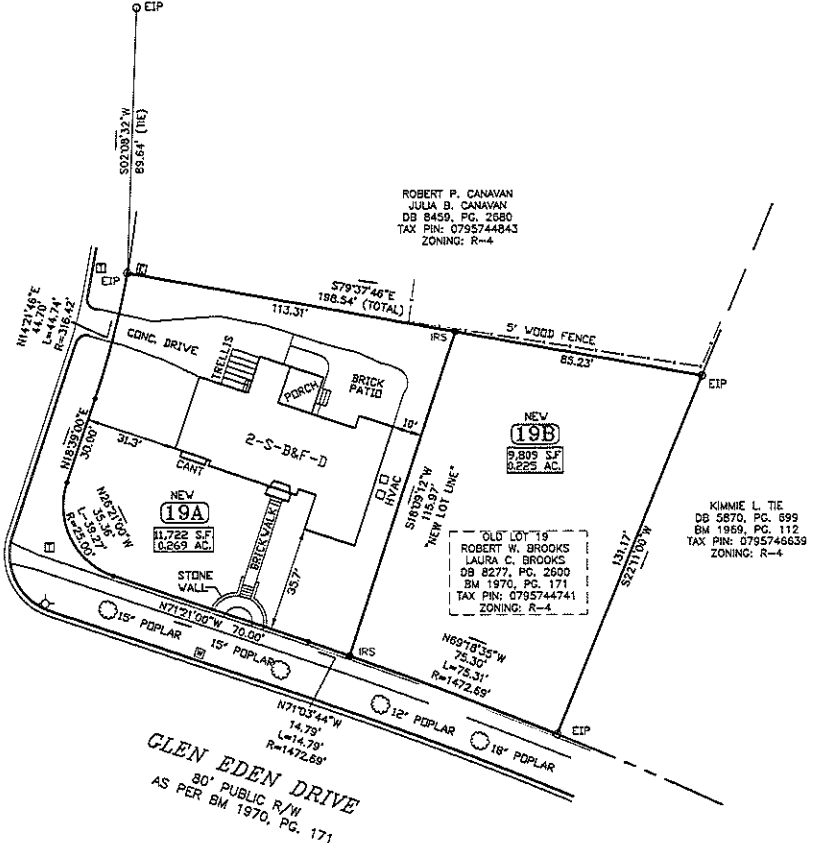 EIP
S02°08'32"W
89.64' (TIE)
ROBERT P. CANAVAN
JULIA B. CANAVAN
DB 8459, PG. 2680
TAX PIN: 0795744843
ZONING: R-4
EIP
S79°37'46"E
198.54' (TOTAL)
113.31'
5' WOOD FENCE
85.23'
IRS
EIP
N14°21'46"E
44.70'
L=44.74'
R=316.42'
CONC. DRIVE
TRELLIS
PORCH
BRICK
PATIO
10'
N18°39'00"E
30.00'
31.3'
2-S-B&F-D
CANT
HVAC
S18°09'12"W
115.97'
"NEW LOT LINE"
NEW
19B
9,809 S.F.
0.225 AC.
KIMMIE L. TIE
DB 5870, PG. 699
BM 1969, PG. 112
TAX PIN: 0795746639
ZONING: R-4
131.17'
S22°11'00"W
N26°21'00"W
35.36'
L=39.27'
R=25.00'
NEW
19A
11,722 S.F.
0.269 AC.
BRICK WALK
35.7'
OLD LOT 19
ROBERT W. BROOKS
LAURA C. BROOKS
DB 8277, PG. 2600
BM 1970, PG. 171
TAX PIN: 0795744741
ZONING: R-4
STONE
WALL
N71°21'00"W 70.00'
IRS
N69°18'35"W
75.30'
L=75.31'
R=1472.69'
15" POPLAR
15" POPLAR
N71°03'44"W
14.79'
L=14.79'
R=1472.69'
12" POPLAR
18" POPLAR
EIP
GLEN EDEN DRIVE
80' PUBLIC R/W
AS PER BM 1970, PG. 171